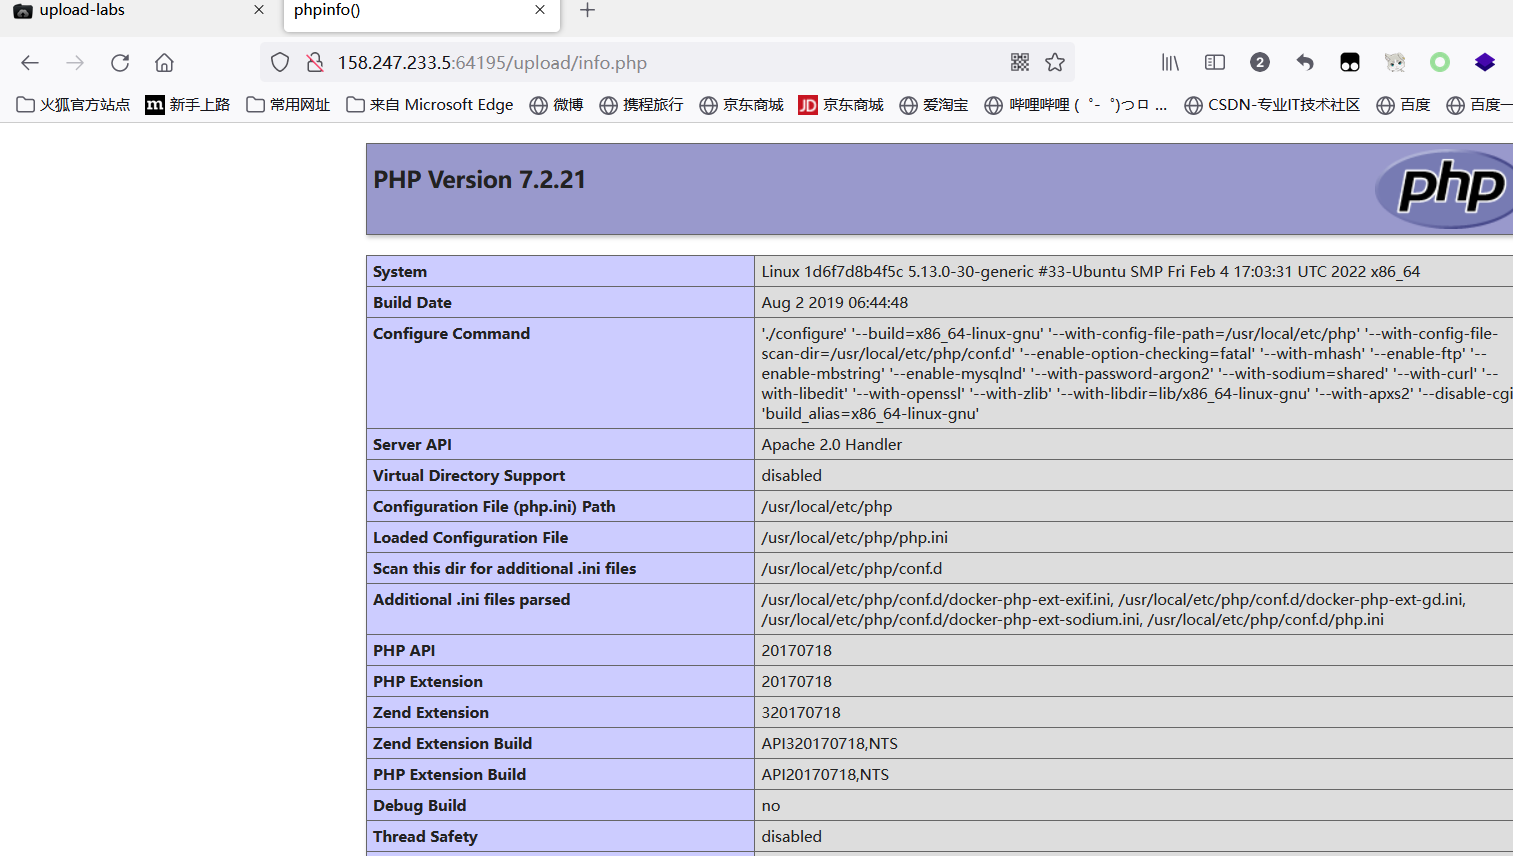 upload-labs
phpinfo()
158.247.233.5:64195/upload/info.php
2
火狐官方站点 m 新手上路 常用网址 来自 Microsoft Edge 微博 携程旅行 京东商城 JD 京东商城 爱淘宝 哔哩哔哩 ( ゜- ゜)つロ ... CSDN-专业IT技术社区 百度 百度一
PHP Version 7.2.21
php
System Linux 1d6f7d8b4f5c 5.13.0-30-generic #33-Ubuntu SMP Fri Feb 4 17:03:31 UTC 2022 x86_64
Build Date Aug 2 2019 06:44:48
Configure Command './configure' '--build=x86_64-linux-gnu' '--with-config-file-path=/usr/local/etc/php' '--with-config-file-
scan-dir=/usr/local/etc/php/conf.d' '--enable-option-checking=fatal' '--with-mhash' '--enable-ftp' '--
enable-mbstring' '--enable-mysqlnd' '--with-password-argon2' '--with-sodium=shared' '--with-curl' '--
with-libedit' '--with-openssl' '--with-zlib' '--with-libdir=lib/x86_64-linux-gnu' '--with-apxs2' '--disable-cgi
'build_alias=x86_64-linux-gnu'
Server API Apache 2.0 Handler
Virtual Directory Support disabled
Configuration File (php.ini) Path /usr/local/etc/php
Loaded Configuration File /usr/local/etc/php/php.ini
Scan this dir for additional .ini files /usr/local/etc/php/conf.d
Additional .ini files parsed /usr/local/etc/php/conf.d/docker-php-ext-exif.ini, /usr/local/etc/php/conf.d/docker-php-ext-gd.ini,
/usr/local/etc/php/conf.d/docker-php-ext-sodium.ini, /usr/local/etc/php/conf.d/php.ini
PHP API 20170718
PHP Extension 20170718
Zend Extension 320170718
Zend Extension Build API320170718,NTS
PHP Extension Build API20170718,NTS
Debug Build no
Thread Safety disabled